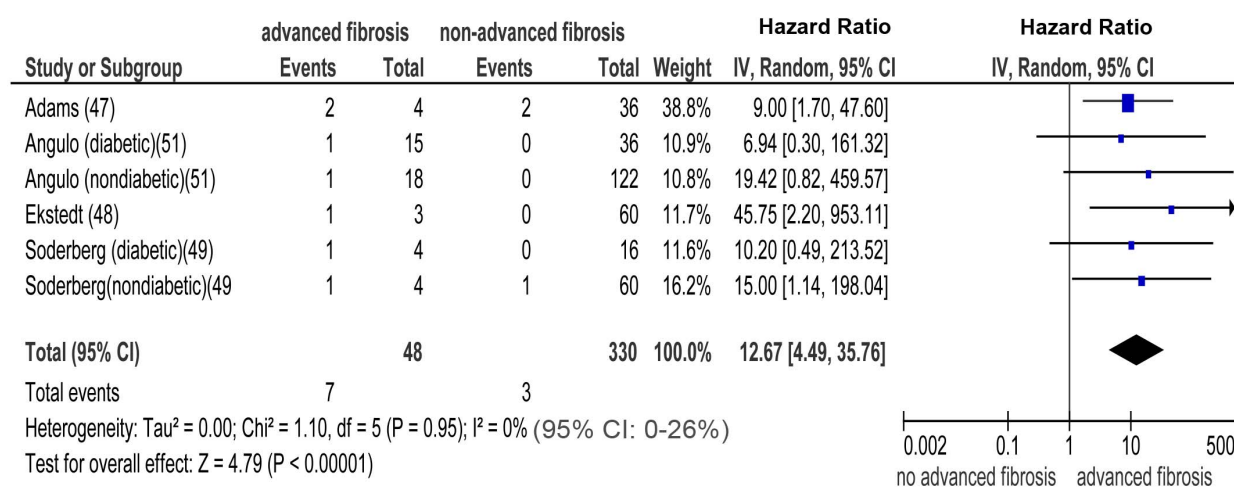 advanced fibrosis non-advanced fibrosis Hazard Ratio Hazard Ratio
Study or Subgroup Events Total Events Total Weight IV, Random, 95% CI IV, Random, 95% CI
Adams (47) 2 4 2 36 38.8% 9.00 [1.70, 47.60]
Angulo (diabetic)(51) 1 15 0 36 10.9% 6.94 [0.30, 161.32]
Angulo (nondiabetic)(51) 1 18 0 122 10.8% 19.42 [0.82, 459.57]
Ekstedt (48) 1 3 0 60 11.7% 45.75 [2.20, 953.11]
Soderberg (diabetic)(49) 1 4 0 16 11.6% 10.20 [0.49, 213.52]
Soderberg(nondiabetic)(49 1 4 1 60 16.2% 15.00 [1.14, 198.04]
Total (95% CI) 48 330 100.0% 12.67 [4.49, 35.76]
Total events 7 3
Heterogeneity: Tau² = 0.00; Chi² = 1.10, df = 5 (P = 0.95); I² = 0% (95% CI: 0-26%)
Test for overall effect: Z = 4.79 (P < 0.00001)
0.002 0.1 1 10 500
no advanced fibrosis advanced fibrosis